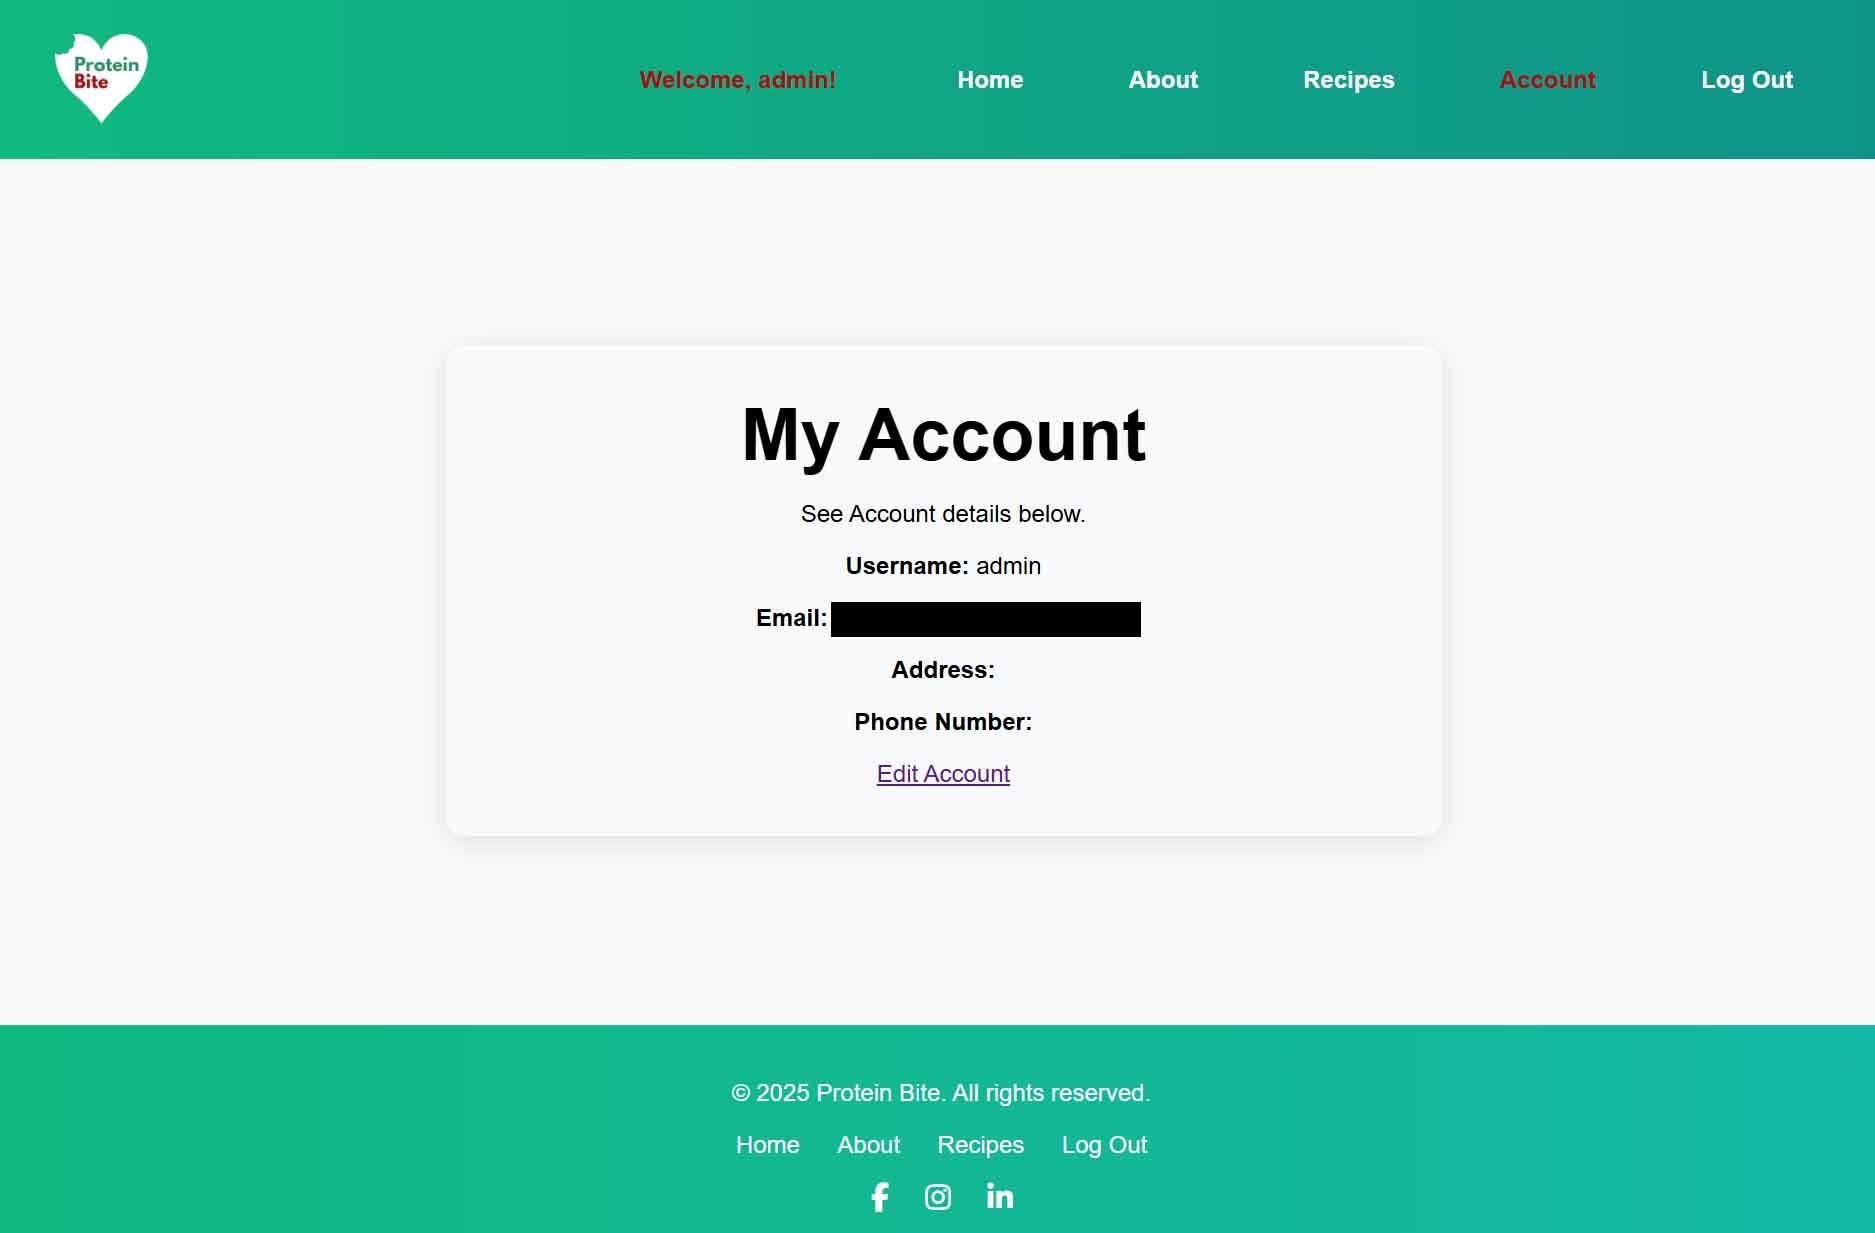 Protein
Bite
Welcome, admin!
Home
About
Recipes
Account
Log Out
My Account
See Account details below.
Username: admin
Email:
Address:
Phone Number:
Edit Account
© 2025 Protein Bite. All rights reserved.
Home About Recipes Log Out